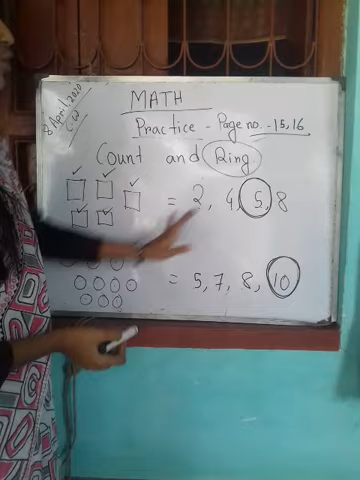 8 April, 2020
C.W
MATH
Practice - Page no. - 15, 16
Count and Ring.
= 2, 4, 5, 8
= 5, 7, 8, 10